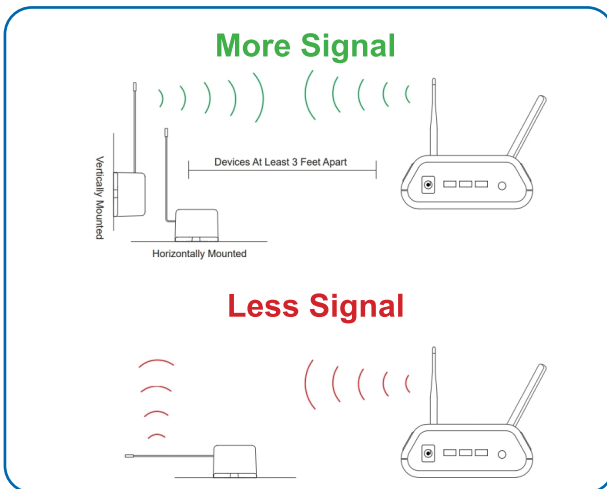 More Signal
Devices At Least 3 Feet Apart
Vertically Mounted
Horizontally Mounted
Less Signal